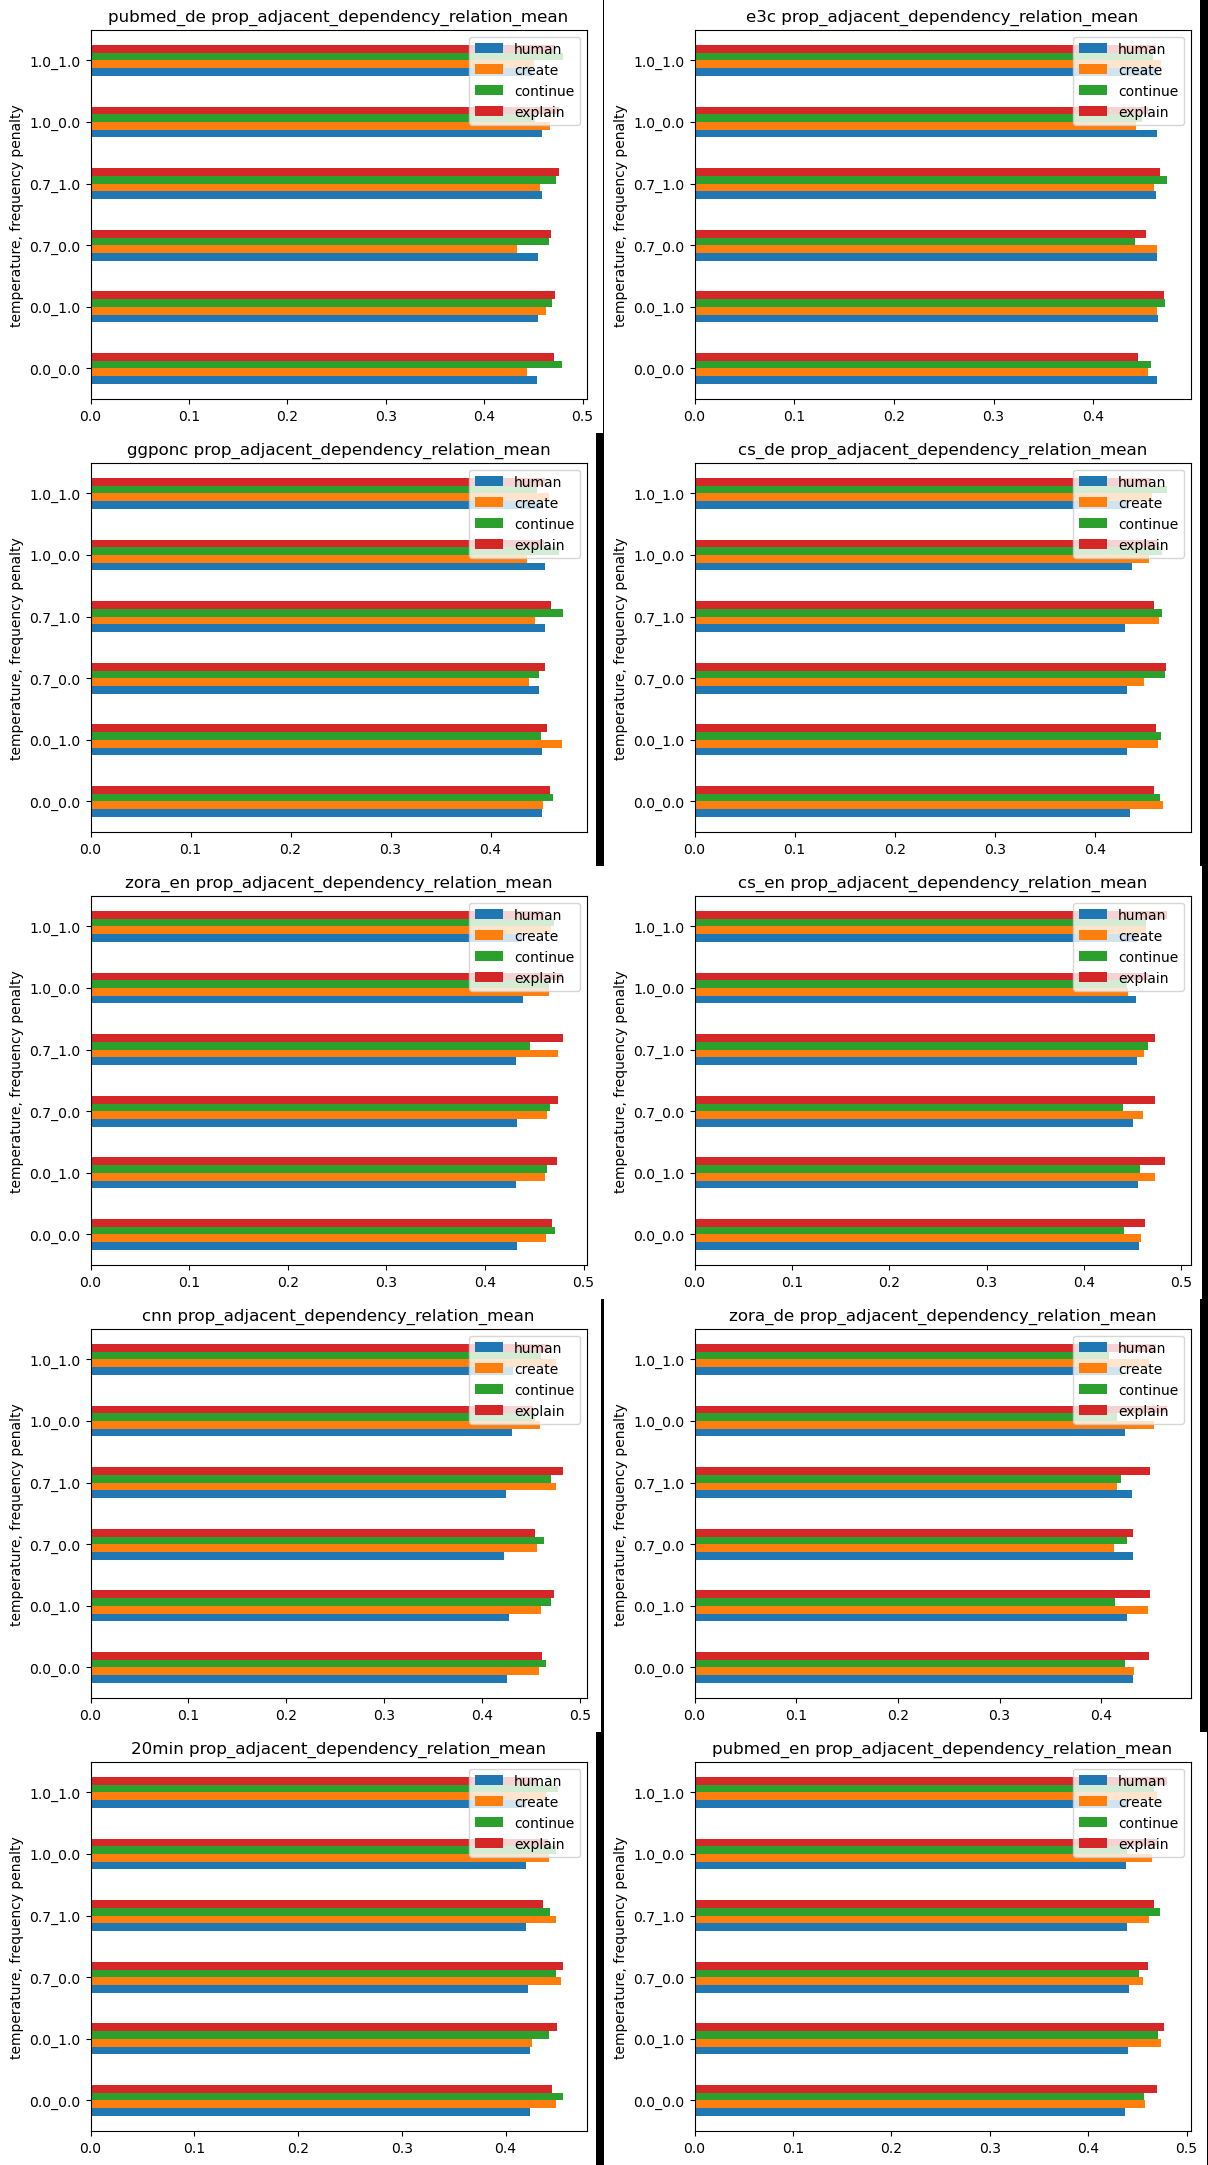 pubmed_de prop_adjacent_dependency_relation_mean
temperature, frequency penalty
1.0_1.0
1.0_0.0
0.7_1.0
0.7_0.0
0.0_1.0
0.0_0.0
0.0 0.1 0.2 0.3 0.4 0.5
human
create
continue
explain
e3c prop_adjacent_dependency_relation_mean
temperature, frequency penalty
1.0_1.0
1.0_0.0
0.7_1.0
0.7_0.0
0.0_1.0
0.0_0.0
0.0 0.1 0.2 0.3 0.4
human
create
continue
explain
ggponc prop_adjacent_dependency_relation_mean
temperature, frequency penalty
1.0_1.0
1.0_0.0
0.7_1.0
0.7_0.0
0.0_1.0
0.0_0.0
0.0 0.1 0.2 0.3 0.4
human
create
continue
explain
cs_de prop_adjacent_dependency_relation_mean
temperature, frequency penalty
1.0_1.0
1.0_0.0
0.7_1.0
0.7_0.0
0.0_1.0
0.0_0.0
0.0 0.1 0.2 0.3 0.4
human
create
continue
explain
zora_en prop_adjacent_dependency_relation_mean
temperature, frequency penalty
1.0_1.0
1.0_0.0
0.7_1.0
0.7_0.0
0.0_1.0
0.0_0.0
0.0 0.1 0.2 0.3 0.4 0.5
human
create
continue
explain
cs_en prop_adjacent_dependency_relation_mean
temperature, frequency penalty
1.0_1.0
1.0_0.0
0.7_1.0
0.7_0.0
0.0_1.0
0.0_0.0
0.0 0.1 0.2 0.3 0.4 0.5
human
create
continue
explain
cnn prop_adjacent_dependency_relation_mean
temperature, frequency penalty
1.0_1.0
1.0_0.0
0.7_1.0
0.7_0.0
0.0_1.0
0.0_0.0
0.0 0.1 0.2 0.3 0.4 0.5
human
create
continue
explain
zora_de prop_adjacent_dependency_relation_mean
temperature, frequency penalty
1.0_1.0
1.0_0.0
0.7_1.0
0.7_0.0
0.0_1.0
0.0_0.0
0.0 0.1 0.2 0.3 0.4
human
create
continue
explain
20min prop_adjacent_dependency_relation_mean
temperature, frequency penalty
1.0_1.0
1.0_0.0
0.7_1.0
0.7_0.0
0.0_1.0
0.0_0.0
0.0 0.1 0.2 0.3 0.4
human
create
continue
explain
pubmed_en prop_adjacent_dependency_relation_mean
temperature, frequency penalty
1.0_1.0
1.0_0.0
0.7_1.0
0.7_0.0
0.0_1.0
0.0_0.0
0.0 0.1 0.2 0.3 0.4 0.5
human
create
continue
explain